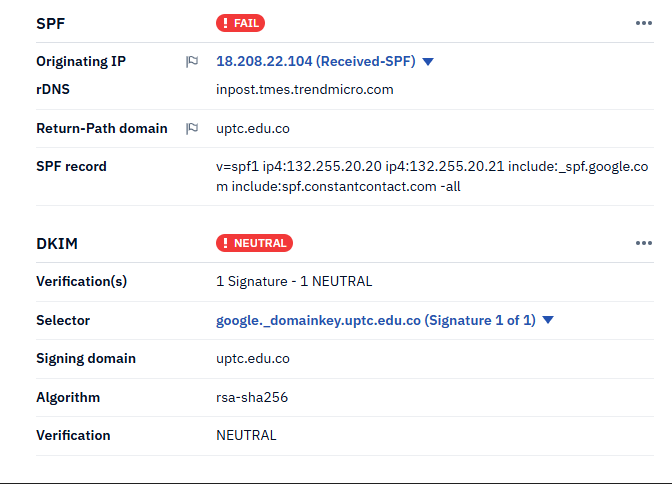 SPF ! FAIL
Originating IP 18.208.22.104 (Received-SPF)
rDNS inpost.tmes.trendmicro.com
Return-Path domain uptc.edu.co
SPF record v=spf1 ip4:132.255.20.20 ip4:132.255.20.21 include:_spf.google.co
m include:spf.constantcontact.com -all
DKIM ! NEUTRAL
Verification(s) 1 Signature - 1 NEUTRAL
Selector google._domainkey.uptc.edu.co (Signature 1 of 1)
Signing domain uptc.edu.co
Algorithm rsa-sha256
Verification NEUTRAL